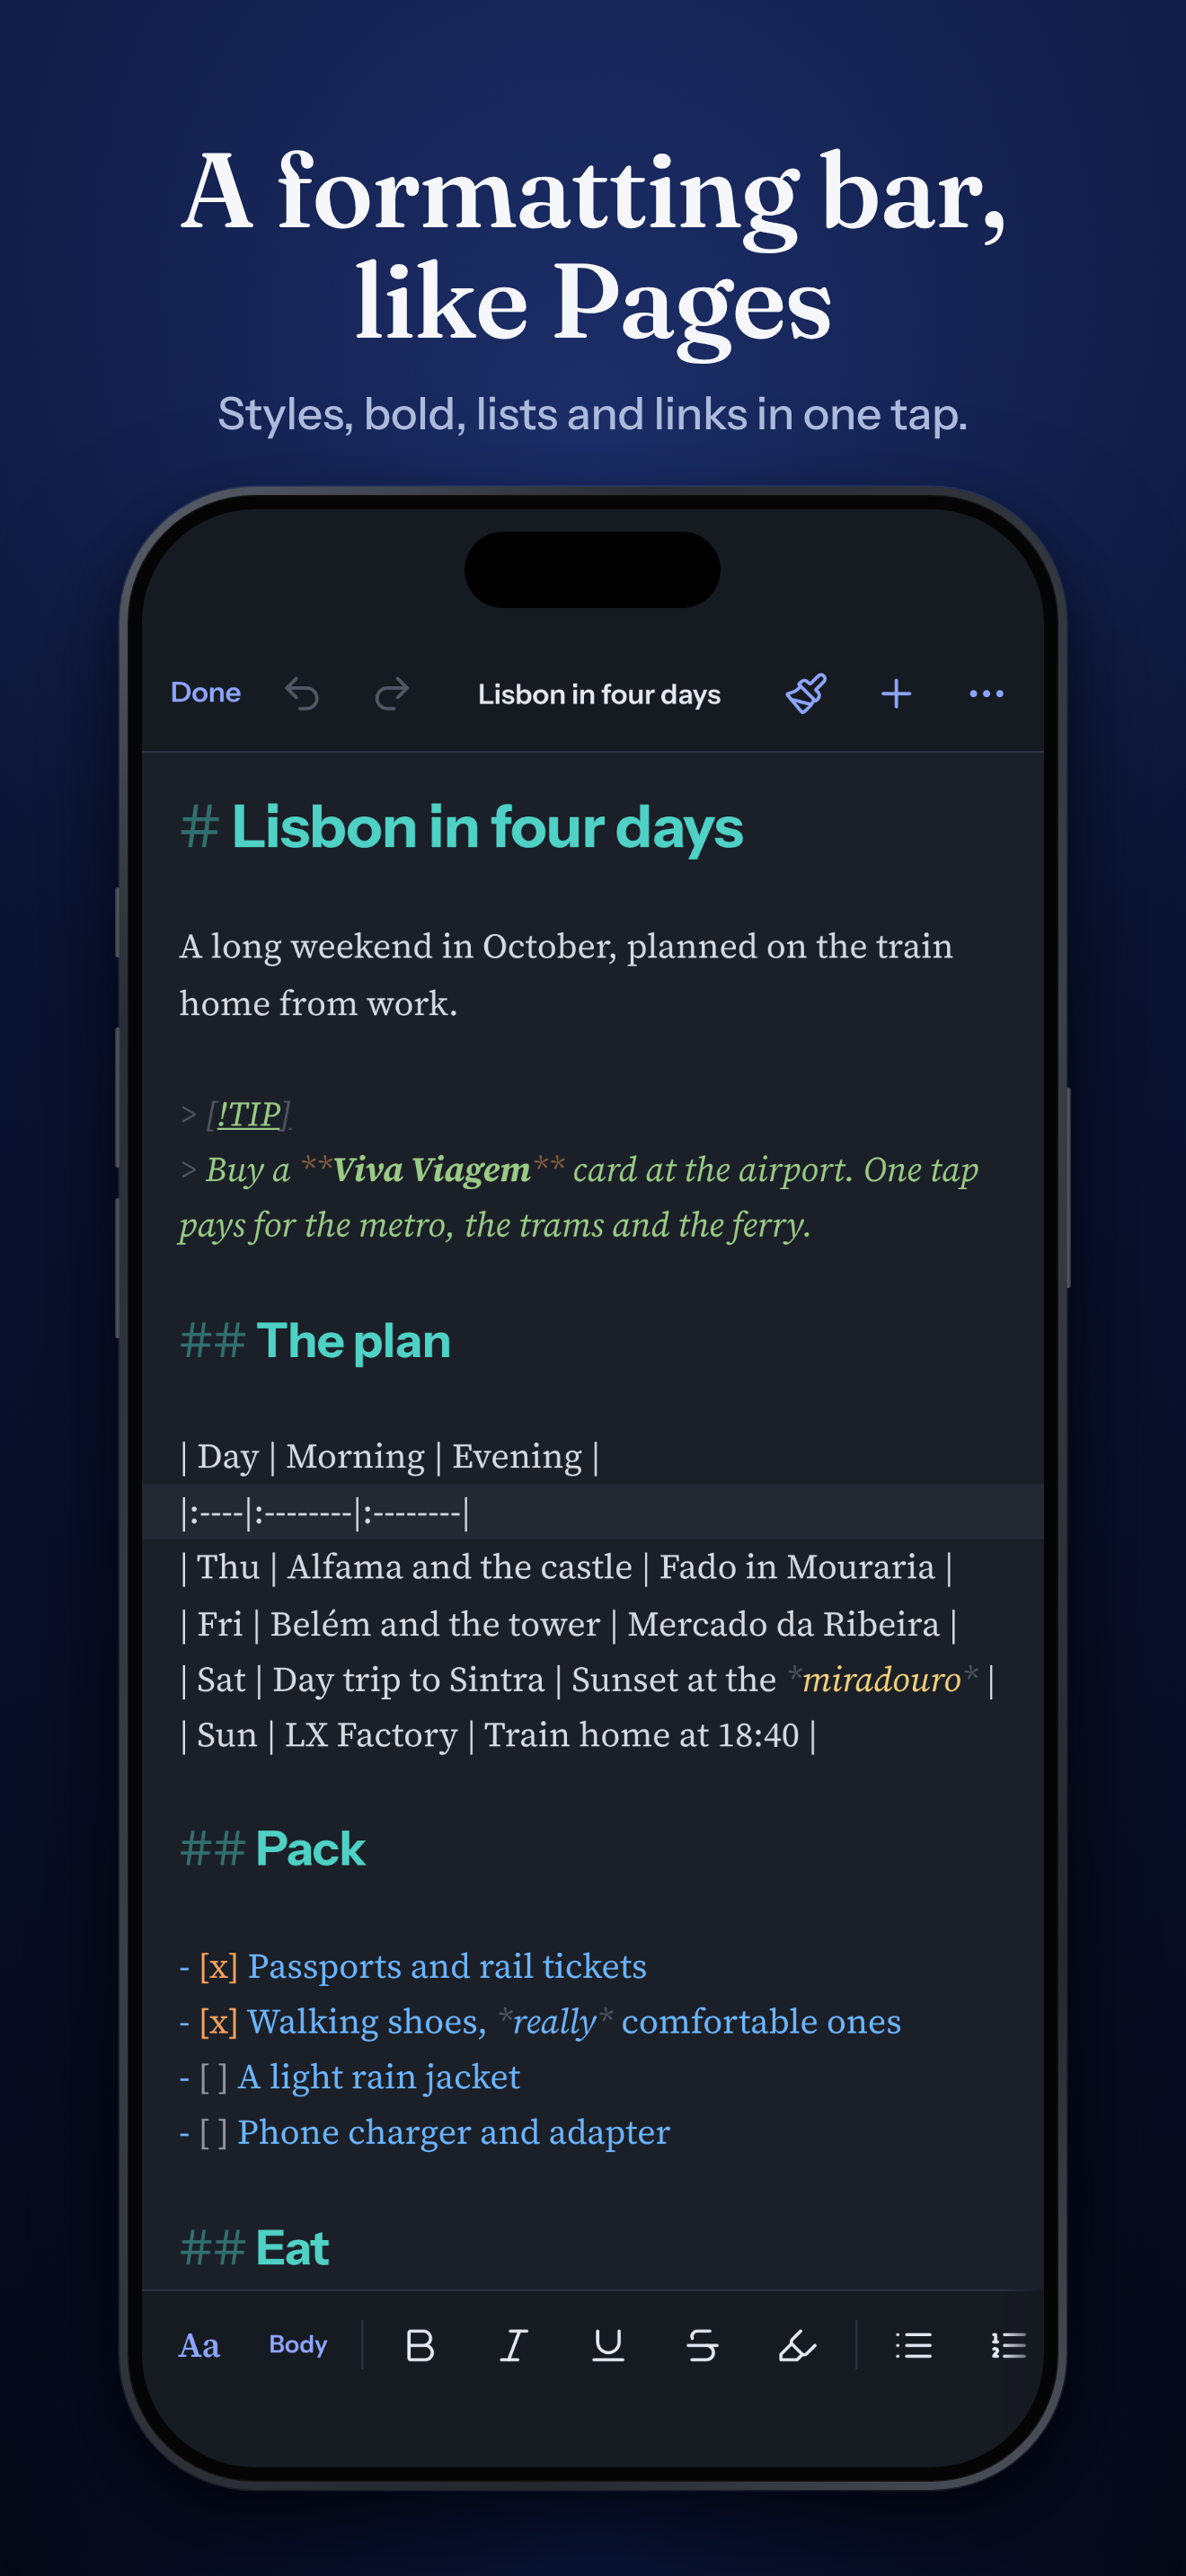 A formatting bar,
like Pages
Styles, bold, lists and links in one tap.
Done Lisbon in four days
# Lisbon in four days
A long weekend in October, planned on the train
home from work.
> [!TIP]
> Buy a **Viva Viagem** card at the airport. One tap
pays for the metro, the trams and the ferry.
## The plan
| Day | Morning | Evening |
|:----|:--------|:--------|
| Thu | Alfama and the castle | Fado in Mouraria |
| Fri | Belém and the tower | Mercado da Ribeira |
| Sat | Day trip to Sintra | Sunset at the *miradouro* |
| Sun | LX Factory | Train home at 18:40 |
## Pack
- [x] Passports and rail tickets
- [x] Walking shoes, *really* comfortable ones
- [ ] A light rain jacket
- [ ] Phone charger and adapter
## Eat
Aa Body B I U S